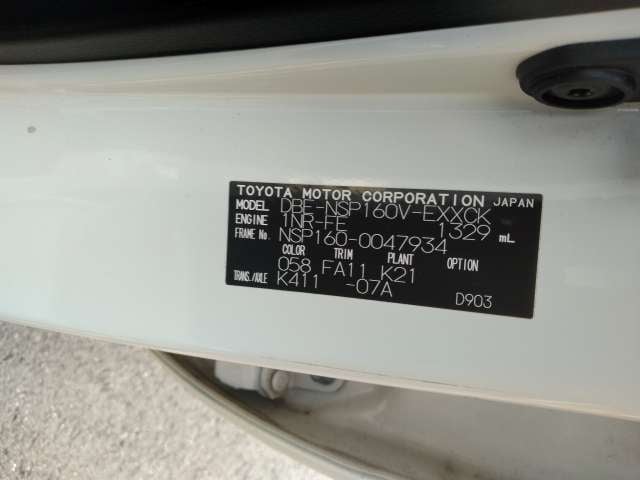 TOYOTA MOTOR CORPORATION JAPAN
MODEL DBE-NSP160V-EXXCK
ENGINE 1NR-FE 1329 mL
FRAME No. NSP160-0047934
COLOR TRIM PLANT OPTION
058 FA11 K21
TRANS./AXLE K411 -07A
D903